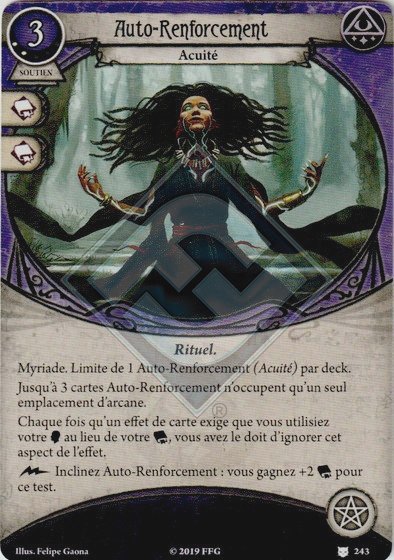 3
Auto-Renforcement
Acuité
SOUTIEN
Rituel.
Myriade. Limite de 1 Auto-Renforcement (Acuité) par deck.
Jusqu'à 3 cartes Auto-Renforcement n'occupent qu'un seul
emplacement d'arcane.
Chaque fois qu'un effet de carte exige que vous utilisiez
votre au lieu de votre , vous avez le doit d'ignorer cet
aspect de l'effet.
Inclinez Auto-Renforcement : vous gagnez +2 pour
ce test.
®
Illus. Felipe Gaona
© 2019 FFG
243